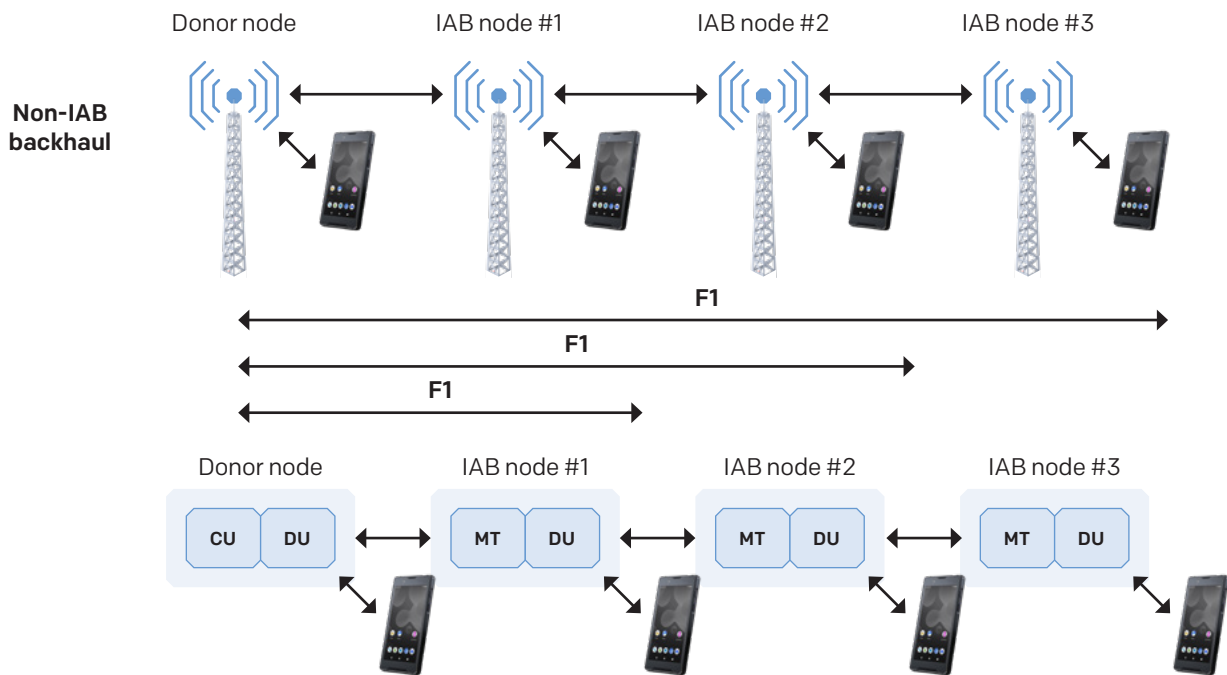 Donor node
IAB node #1
IAB node #2
IAB node #3
Non-IAB
backhaul
F1
F1
F1
Donor node
IAB node #1
IAB node #2
IAB node #3
CU
DU
MT
DU
MT
DU
MT
DU